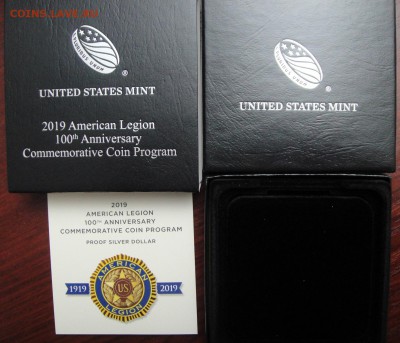 COINS.LAVE.RU
UNITED STATES MINT
2019 American Legion
100th Anniversary
Commemorative Coin Program
UNITED STATES MINT
2019
AMERICAN LEGION
100TH ANNIVERSARY
COMMEMORATIVE COIN PROGRAM
PROOF SILVER DOLLAR
AMERICAN
1919
US
2019
LEGION